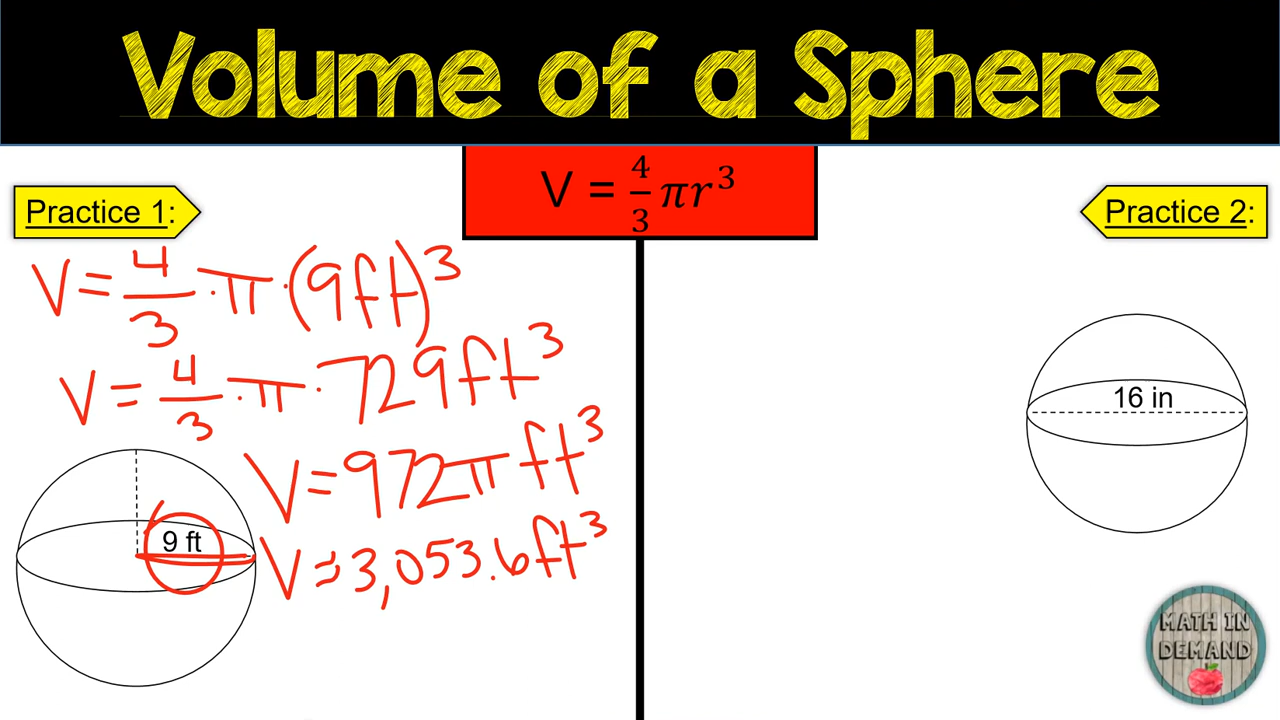 Volume of a Sphere
V = 4/3 πr³
Practice 1:
V = 4/3 · π · (9ft)³
V = 4/3 · π · 729ft³
V = 972π ft³
V ≈ 3,053.6ft³
9 ft
Practice 2:
16 in
MATH IN
DEMAND